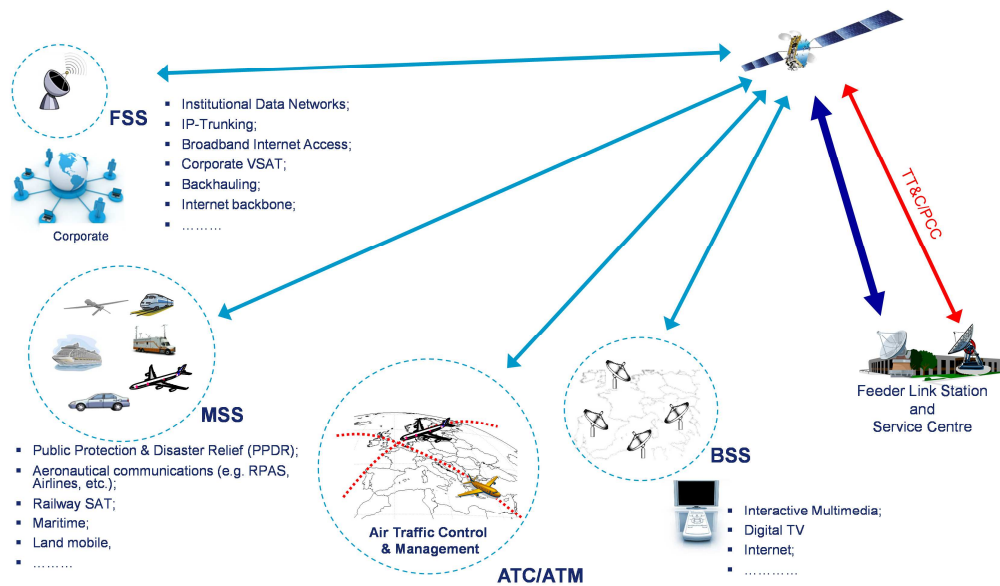 FSS
▪ Institutional Data Networks;
▪ IP-Trunking;
▪ Broadband Internet Access;
▪ Corporate VSAT;
▪ Backhauling;
▪ Internet backbone;
▪ ………
Corporate
TT&C/PCC
MSS
▪ Public Protection & Disaster Relief (PPDR);
▪ Aeronautical communications (e.g. RPAS,
Airlines, etc.);
▪ Railway SAT;
▪ Maritime;
▪ Land mobile,
▪ ………
Air Traffic Control
& Management
ATC/ATM
BSS
▪ Interactive Multimedia;
▪ Digital TV
▪ Internet;
▪ …………
Feeder Link Station
and
Service Centre